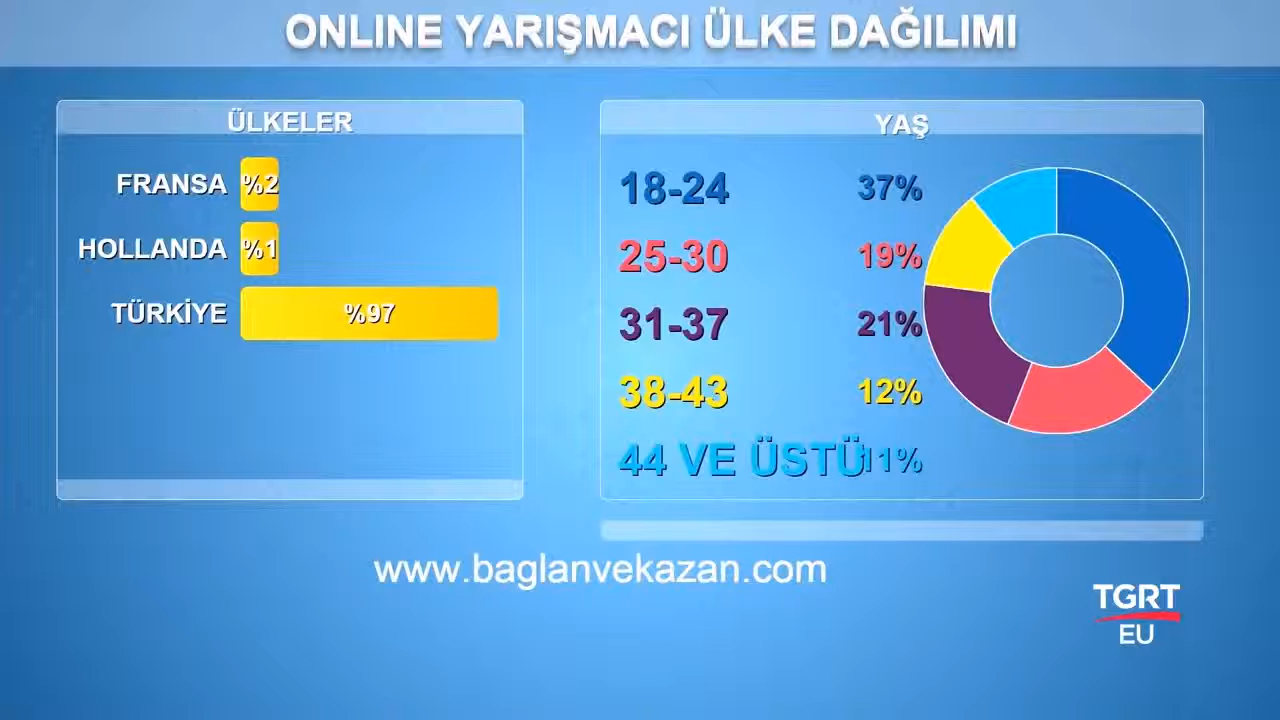 ONLINE YARIŞMACI ÜLKE DAĞILIMI
ÜLKELER
FRANSA %2
HOLLANDA %1
TÜRKİYE %97
YAŞ
18-24 37%
25-30 19%
31-37 21%
38-43 12%
44 VE ÜSTÜ 11%
www.baglanvekazan.com
TGRT
EU